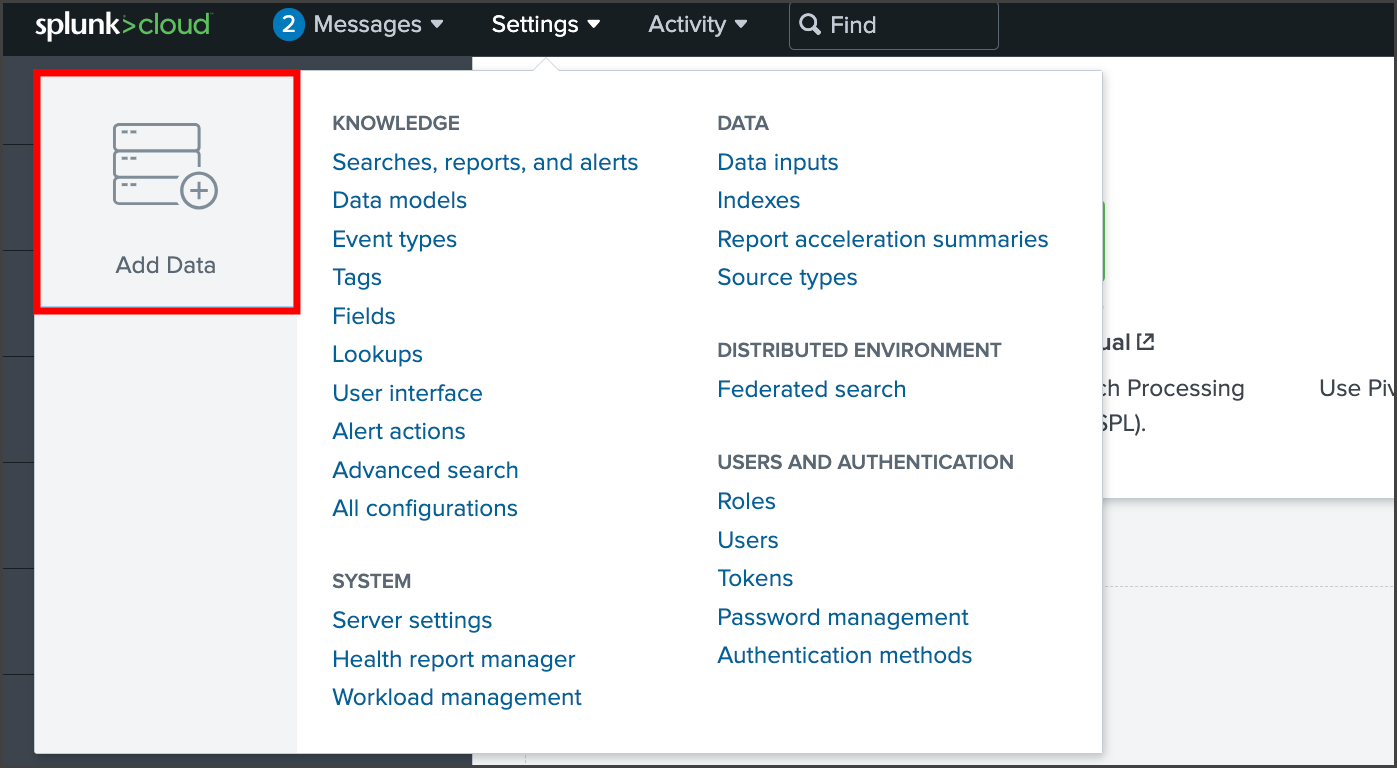 splunk>cloud
2 Messages Settings Activity Find
Add Data
KNOWLEDGE
Searches, reports, and alerts
Data models
Event types
Tags
Fields
Lookups
User interface
Alert actions
Advanced search
All configurations
SYSTEM
Server settings
Health report manager
Workload management
DATA
Data inputs
Indexes
Report acceleration summaries
Source types
DISTRIBUTED ENVIRONMENT
Federated search
USERS AND AUTHENTICATION
Roles
Users
Tokens
Password management
Authentication methods
ual
ch Processing
SPL).
Use Piv